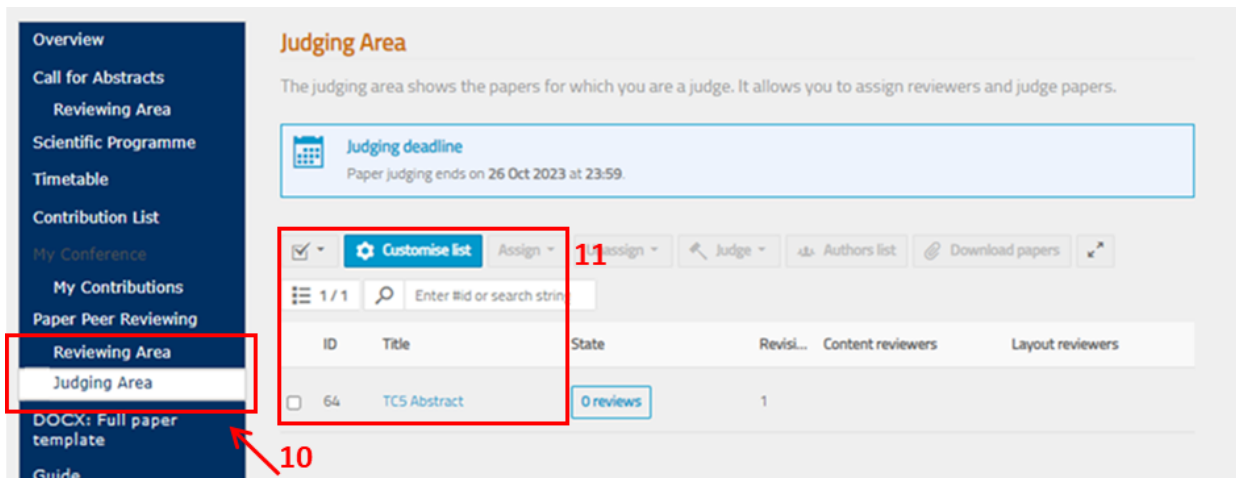 Overview
Call for Abstracts
Reviewing Area
Scientific Programme
Timetable
Contribution List
My Conference
My Contributions
Paper Peer Reviewing
Reviewing Area
Judging Area
DOCX: Full paper
template
Guide
10
Judging Area
The judging area shows the papers for which you are a judge. It allows you to assign reviewers and judge papers.
Judging deadline
Paper judging ends on 26 Oct 2023 at 23:59.
Customise list Assign 11 assign Judge Authors list Download papers
1 / 1 Enter #id or search string
ID Title State Revisi... Content reviewers Layout reviewers
64 TC5 Abstract 0 reviews 1